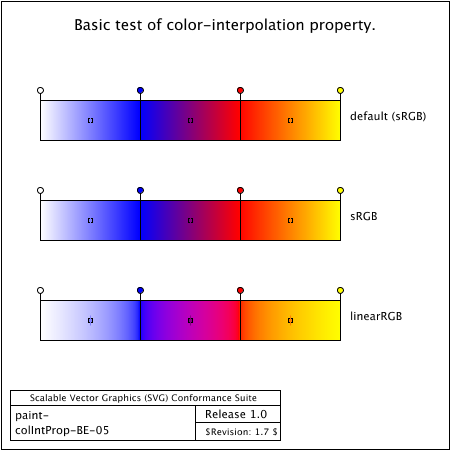 Basic test of color-interpolation property.
default (sRGB)
sRGB
linearRGB
Scalable Vector Graphics (SVG) Conformance Suite
paint-
colIntProp-BE-05
Release 1.0
$Revision: 1.7 $